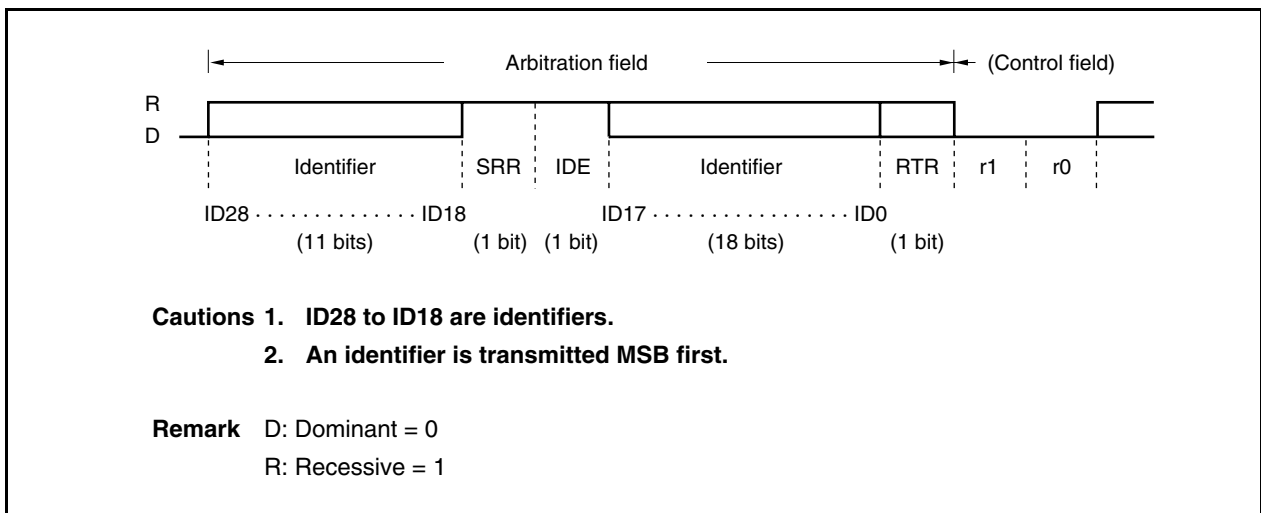 Arbitration field (Control field)
R
D
Identifier SRR IDE Identifier RTR r1 r0
ID28 · · · · · · · · · · · · · · · ID18 ID17 · · · · · · · · · · · · · · · · · · ID0
(11 bits) (1 bit) (1 bit) (18 bits) (1 bit)
Cautions 1. ID28 to ID18 are identifiers.
2. An identifier is transmitted MSB first.
Remark D: Dominant = 0
R: Recessive = 1